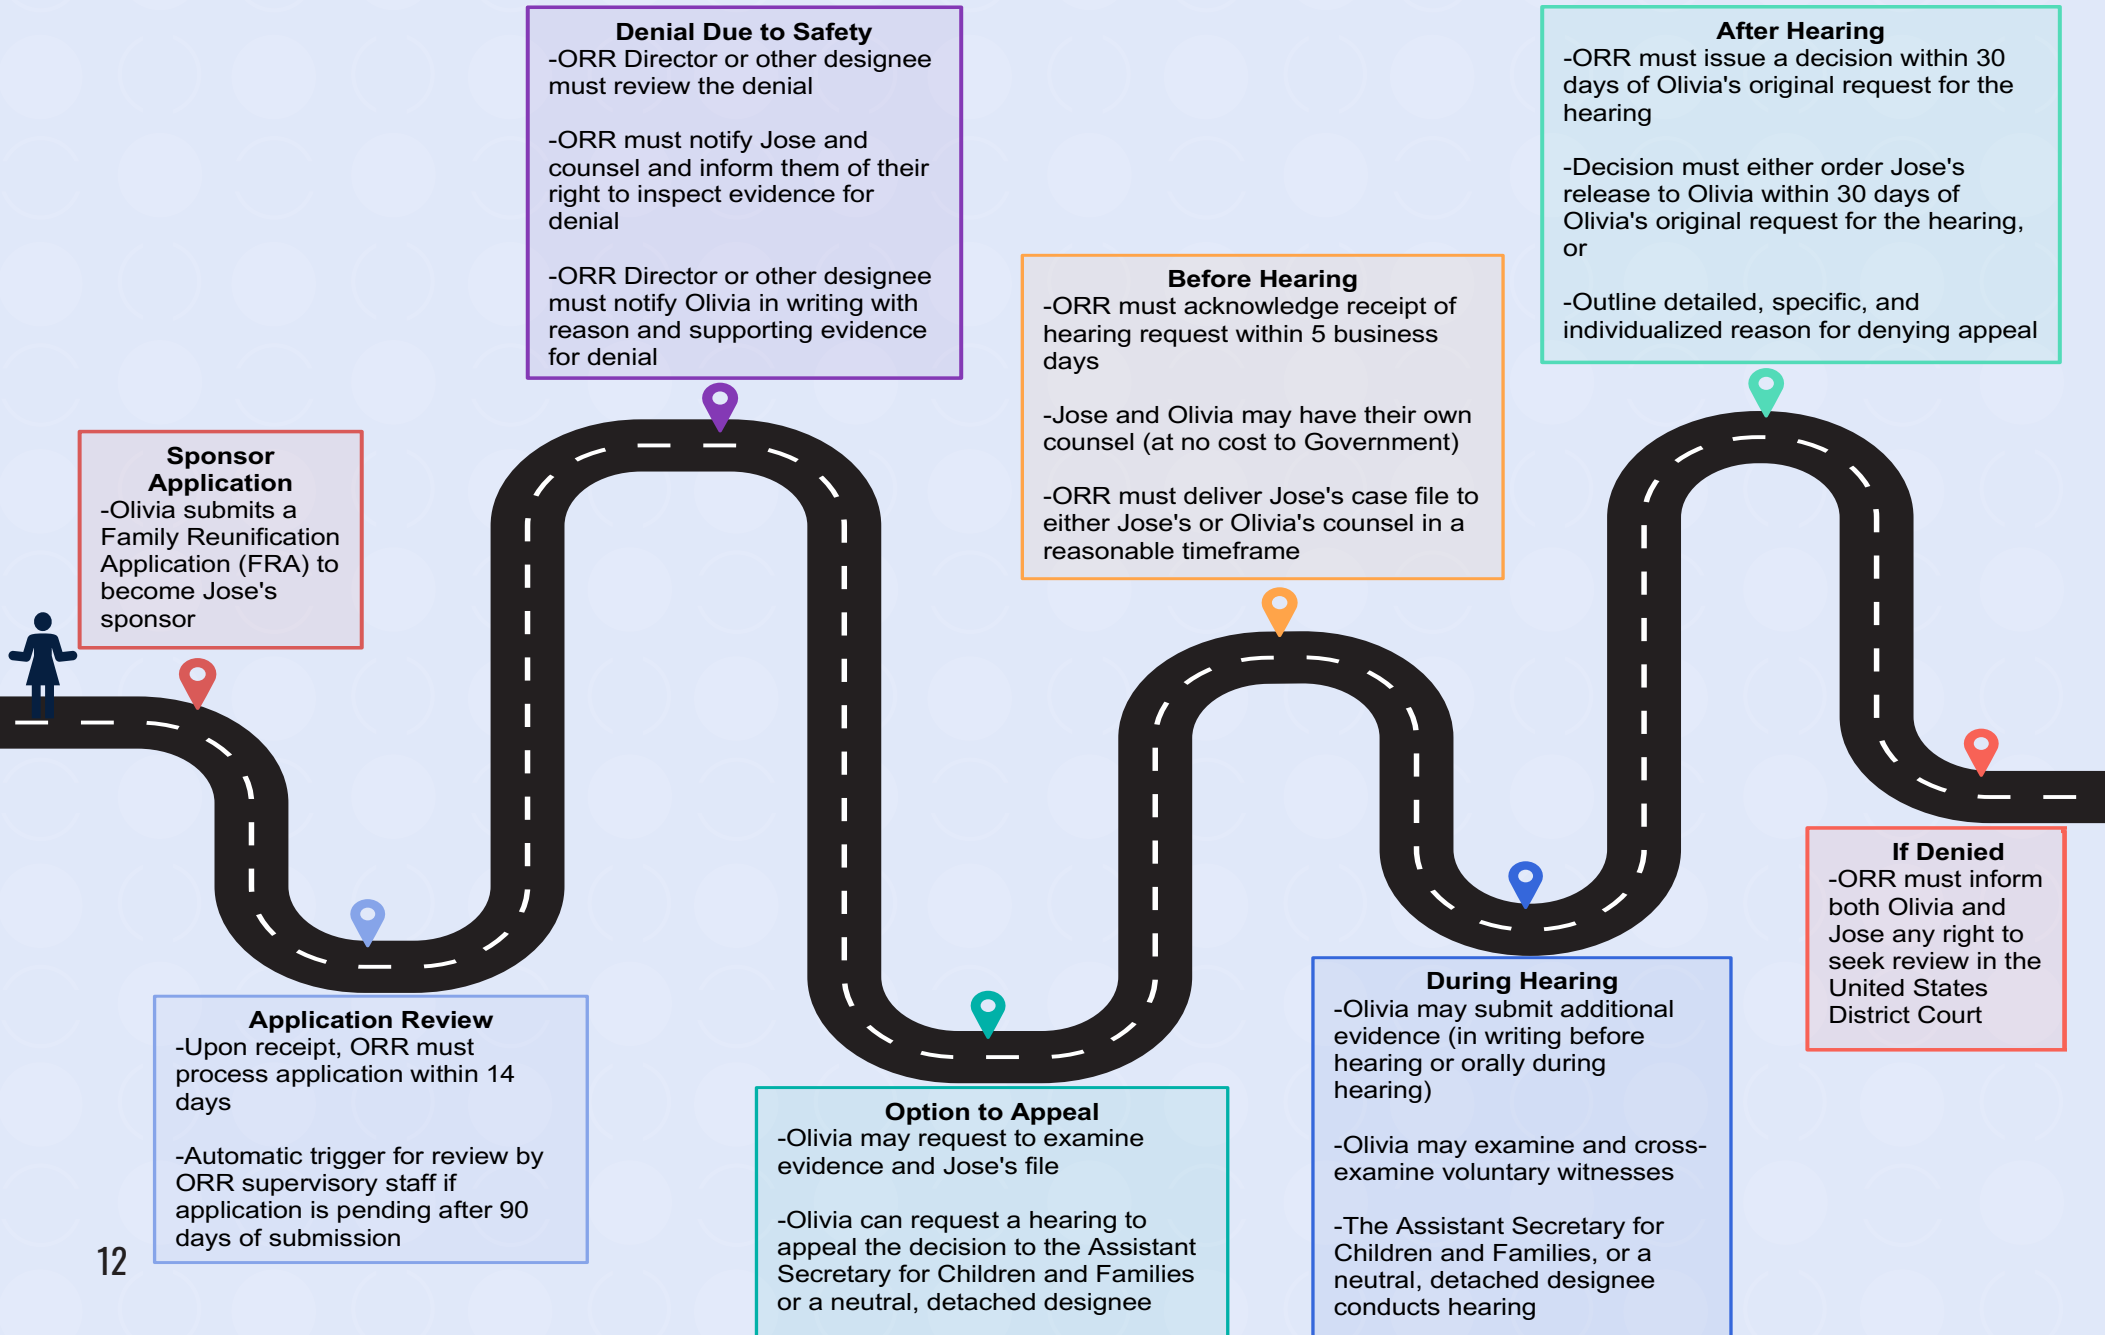 Sponsor
Application
-Olivia submits a
Family Reunification
Application (FRA) to
become Jose's
sponsor
Application Review
-Upon receipt, ORR must
process application within 14
days
-Automatic trigger for review by
ORR supervisory staff if
application is pending after 90
days of submission
Denial Due to Safety
-ORR Director or other designee
must review the denial
-ORR must notify Jose and
counsel and inform them of their
right to inspect evidence for
denial
-ORR Director or other designee
must notify Olivia in writing with
reason and supporting evidence
for denial
Option to Appeal
-Olivia may request to examine
evidence and Jose's file
-Olivia can request a hearing to
appeal the decision to the Assistant
Secretary for Children and Families
or a neutral, detached designee
Before Hearing
-ORR must acknowledge receipt of
hearing request within 5 business
days
-Jose and Olivia may have their own
counsel (at no cost to Government)
-ORR must deliver Jose's case file to
either Jose's or Olivia's counsel in a
reasonable timeframe
During Hearing
-Olivia may submit additional
evidence (in writing before
hearing or orally during
hearing)
-Olivia may examine and cross-
examine voluntary witnesses
-The Assistant Secretary for
Children and Families, or a
neutral, detached designee
conducts hearing
After Hearing
-ORR must issue a decision within 30
days of Olivia's original request for the
hearing
-Decision must either order Jose's
release to Olivia within 30 days of
Olivia's original request for the hearing,
or
-Outline detailed, specific, and
individualized reason for denying appeal
If Denied
-ORR must inform
both Olivia and
Jose any right to
seek review in the
United States
District Court
12